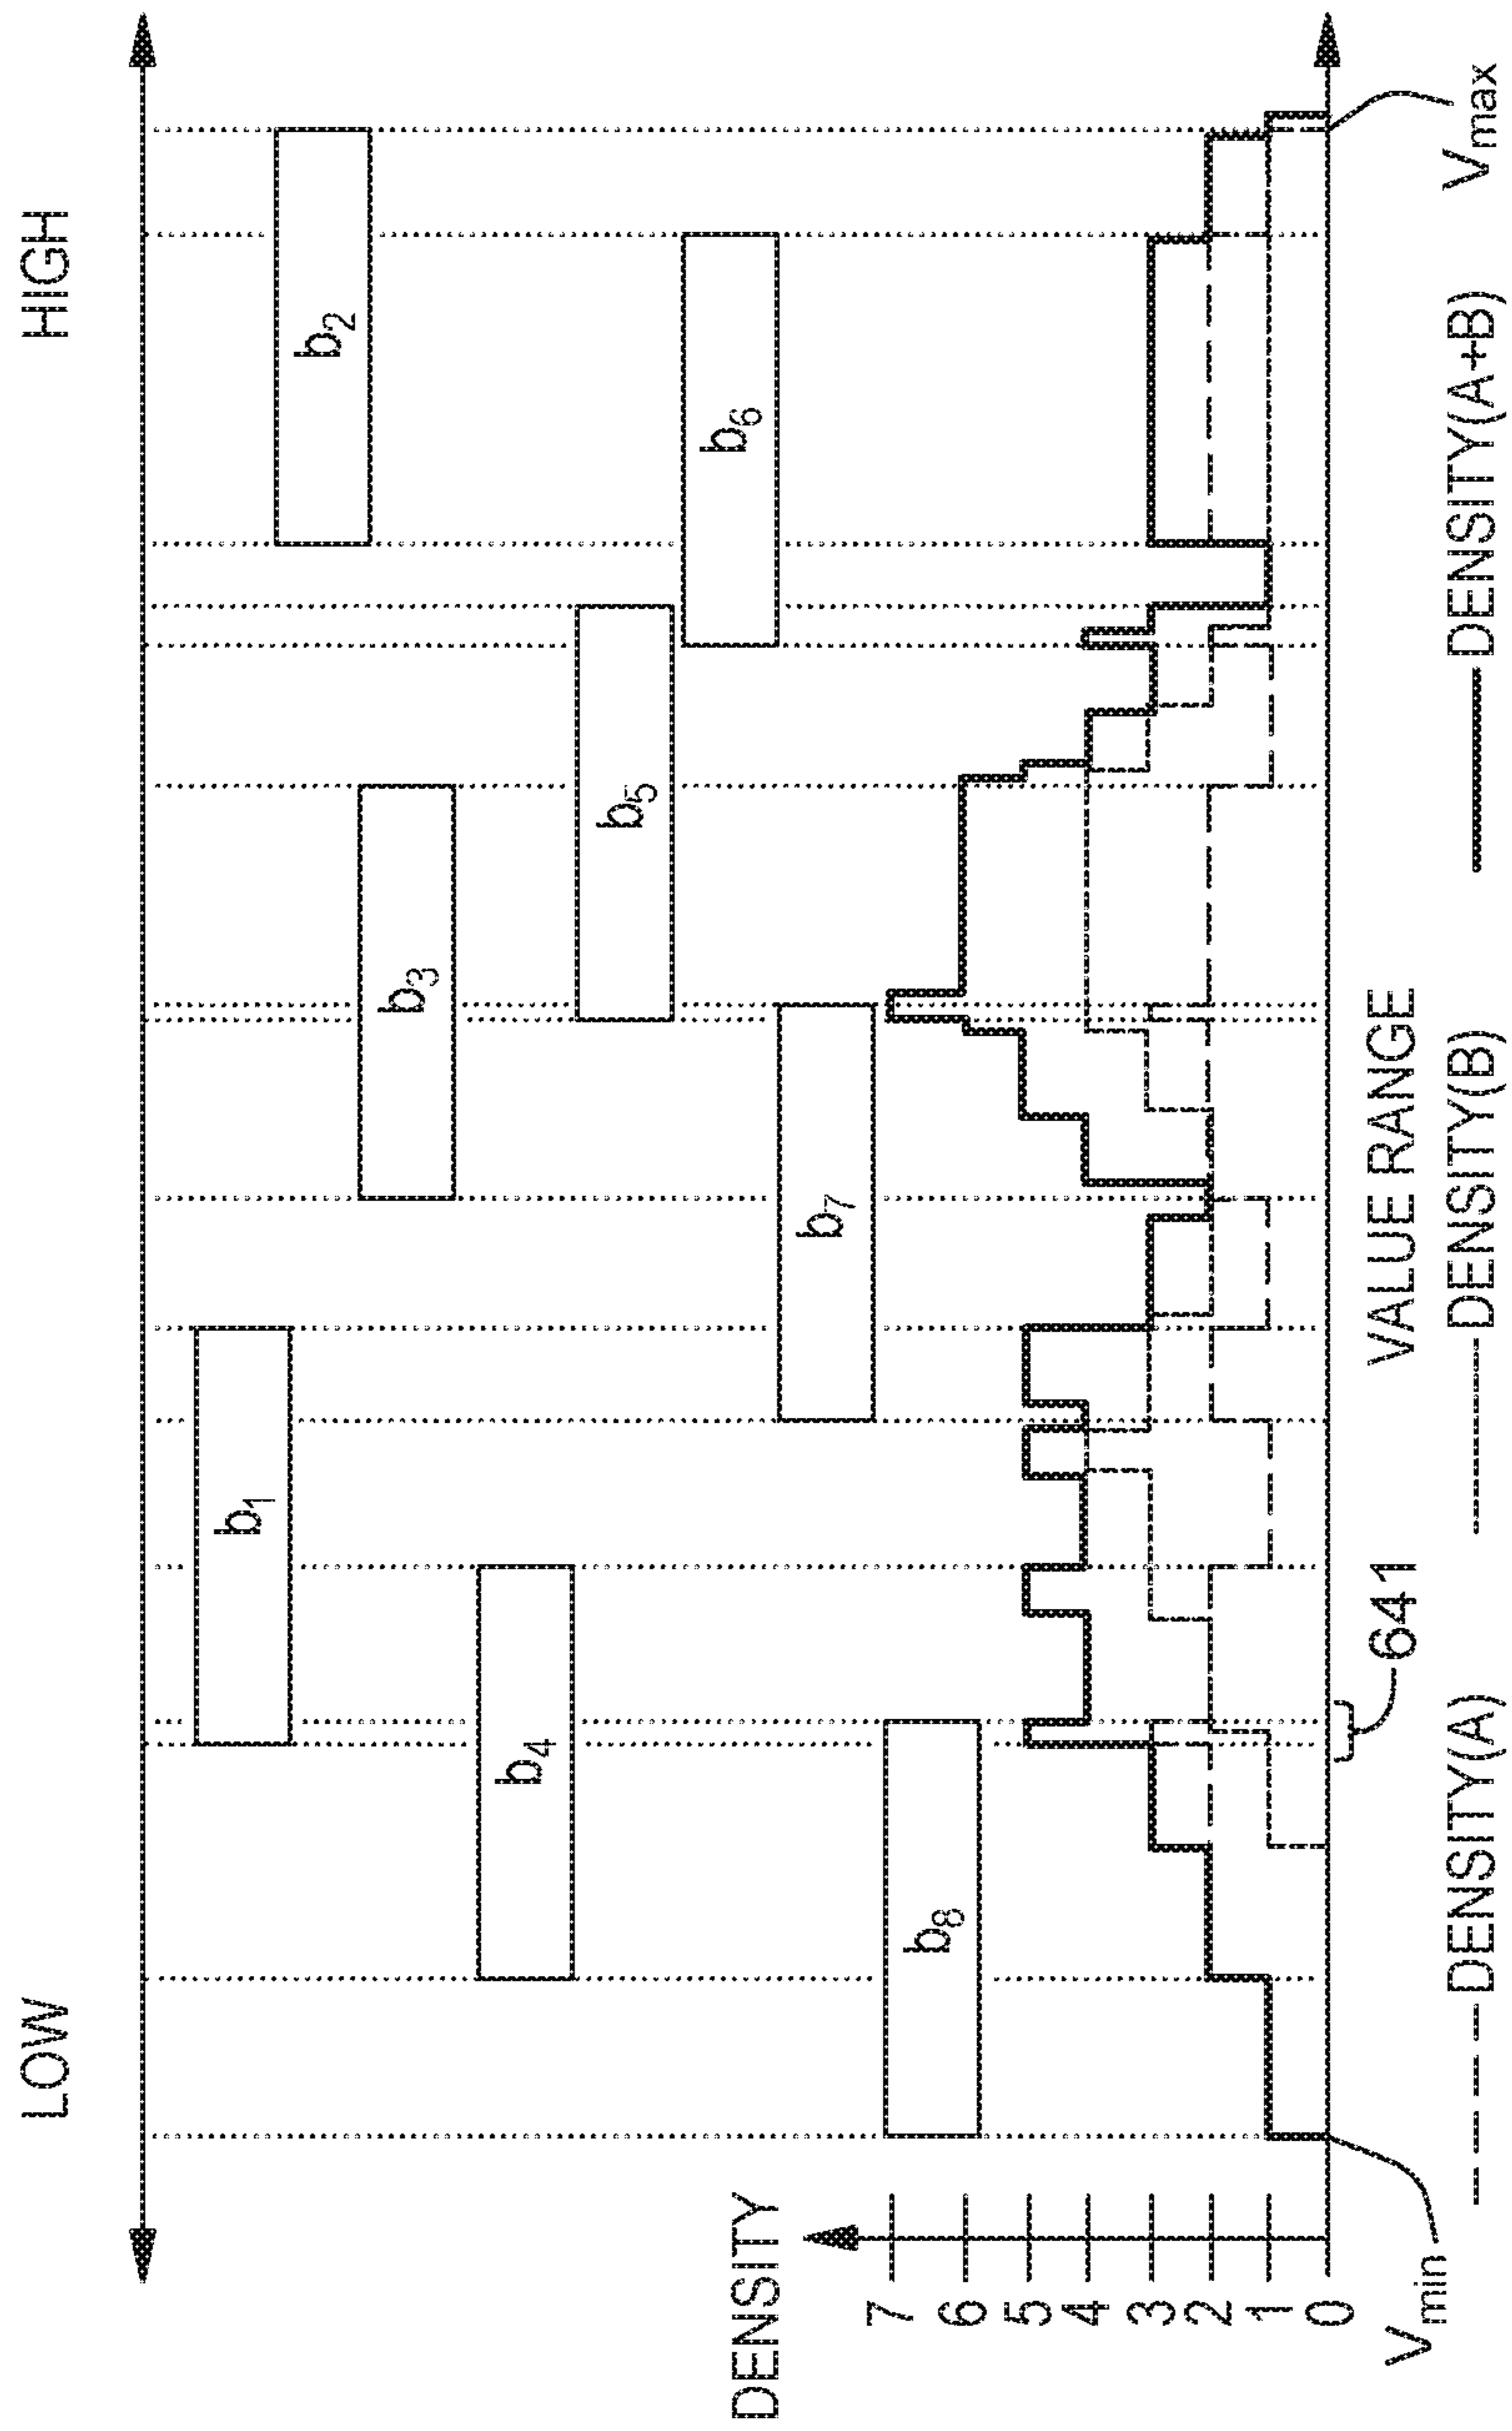 LOW HIGH
b1
b2
b3
b4
b5
b6
b7
b8
DENSITY
7
6
5
4
3
2
1
0
Vmin 641 VALUE RANGE Vmax
DENSITY(A) DENSITY(B) DENSITY(A+B)